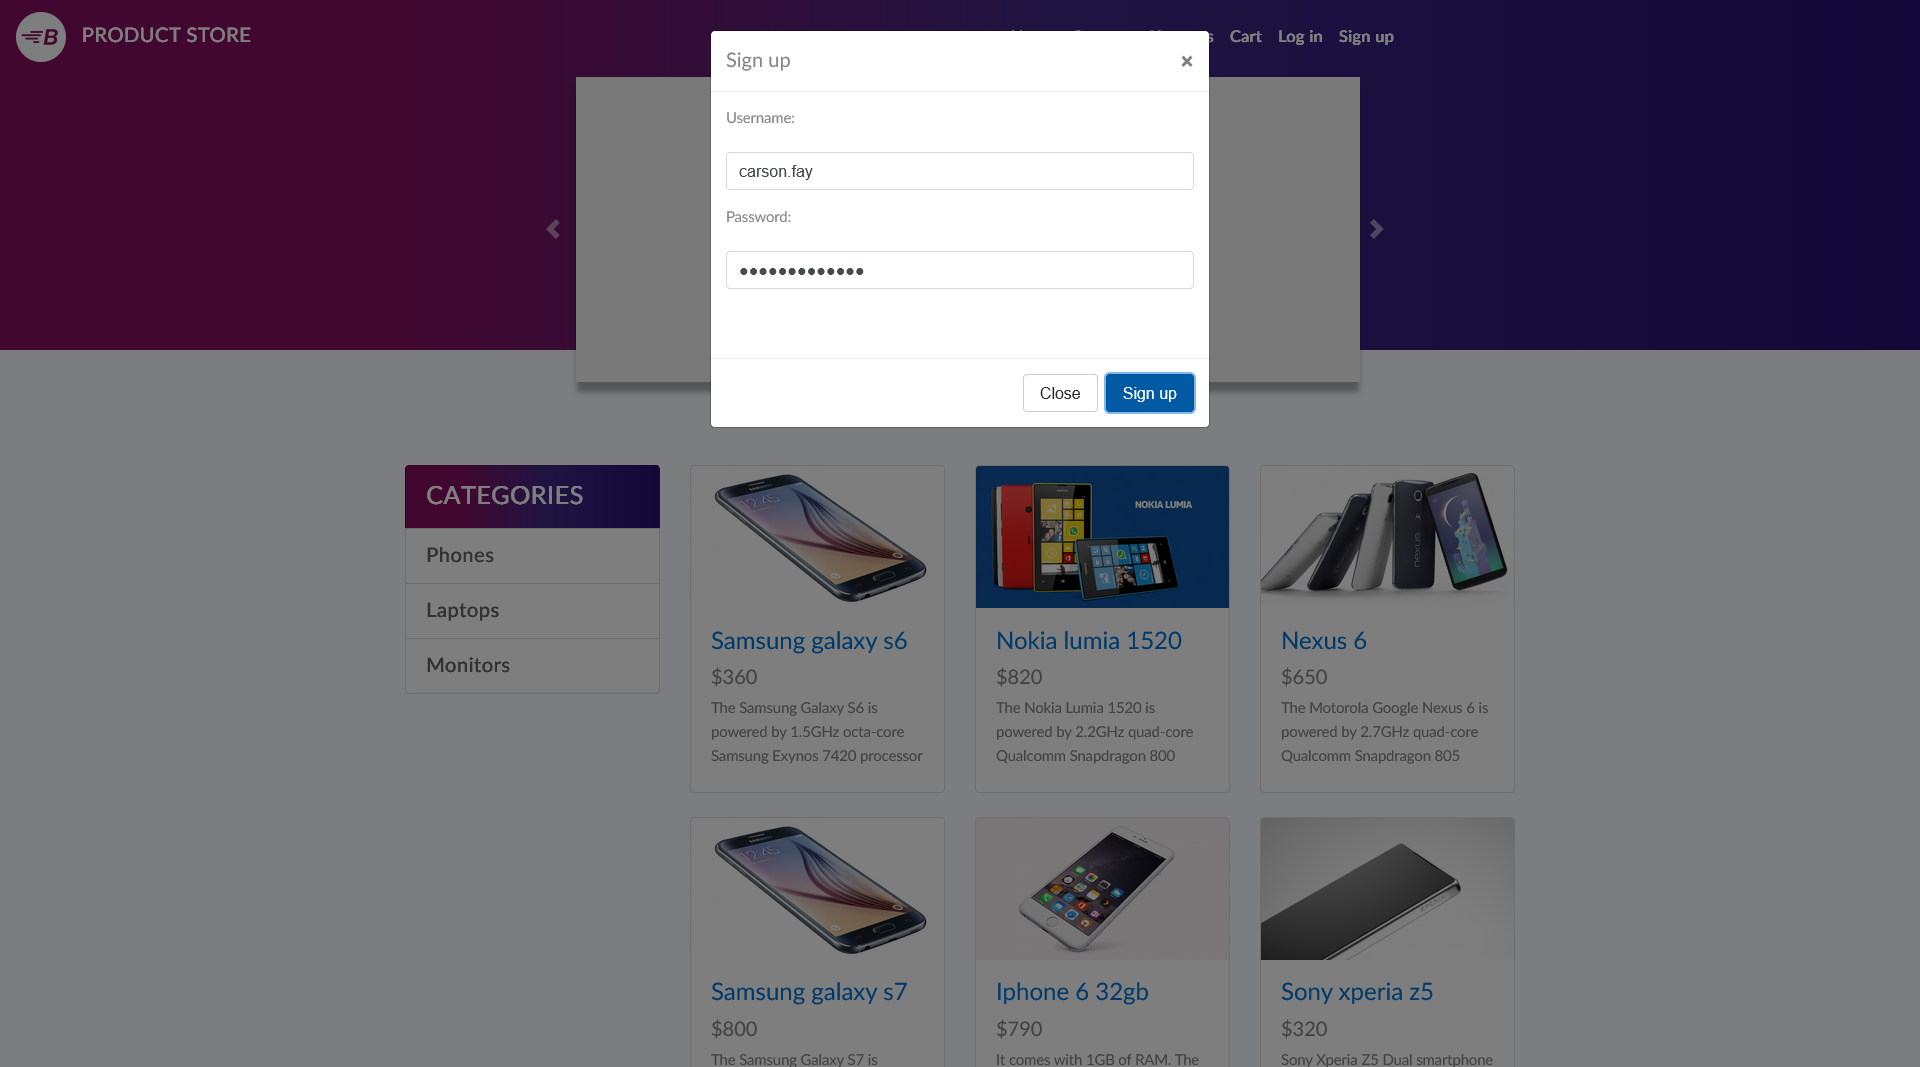 PRODUCT STORE
Cart Log in Sign up
Sign up
×
Username:
carson.fay
Password:
•••••••••••••
Close
Sign up
CATEGORIES
Phones
Laptops
Monitors
Samsung galaxy s6
$360
The Samsung Galaxy S6 is
powered by 1.5GHz octa-core
Samsung Exynos 7420 processor
NOKIA LUMIA
Nokia lumia 1520
$820
The Nokia Lumia 1520 is
powered by 2.2GHz quad-core
Qualcomm Snapdragon 800
nexus
Nexus 6
$650
The Motorola Google Nexus 6 is
powered by 2.7GHz quad-core
Qualcomm Snapdragon 805
Samsung galaxy s7
$800
The Samsung Galaxy S7 is
Iphone 6 32gb
$790
It comes with 1GB of RAM. The
XPERIA
Sony xperia z5
$320
Sony Xperia Z5 Dual smartphone